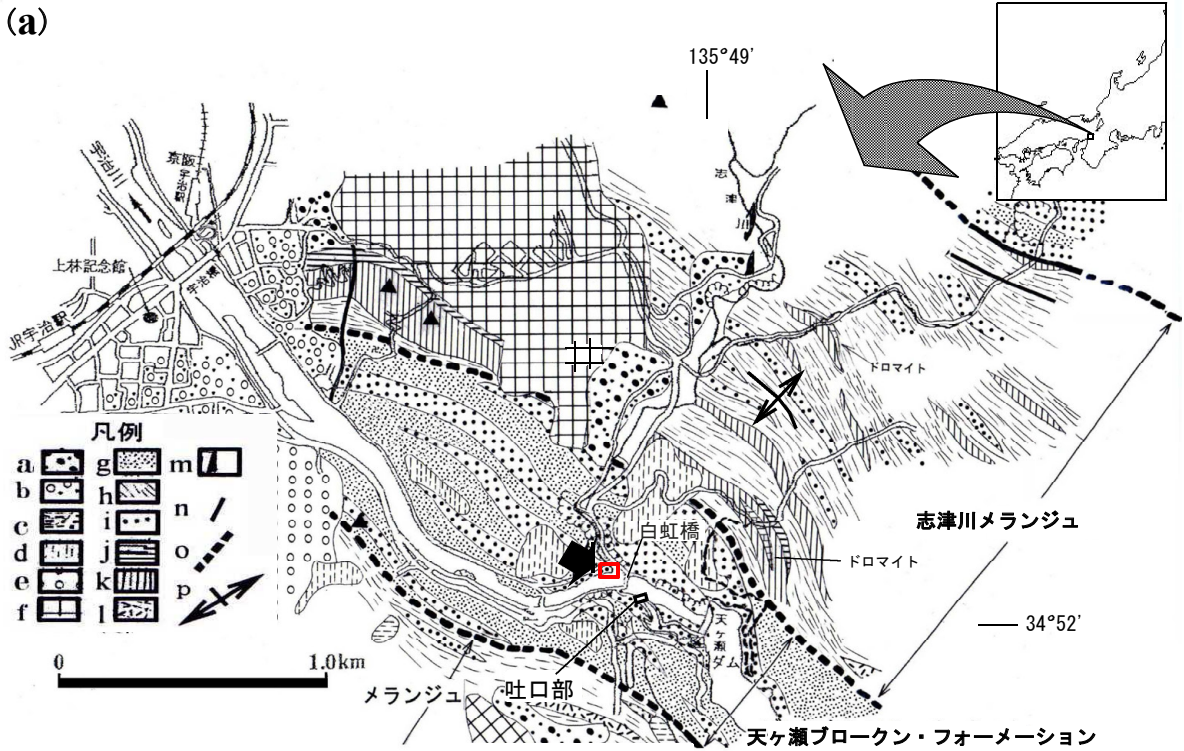 (a)
135°49'
宇治川
京阪宇治駅
志津川
上林記念館
宇治橋
JR宇治駅
ドロマイト
凡例
a
b
c
d
e
f
g
h
i
j
k
l
m
n
o
p
志津川メランジュ
白虹橋
ドロマイト
34°52'
天ヶ瀬ダム
0
1.0km
メランジュ
吐口部
天ヶ瀬ブロークン・フォーメーション